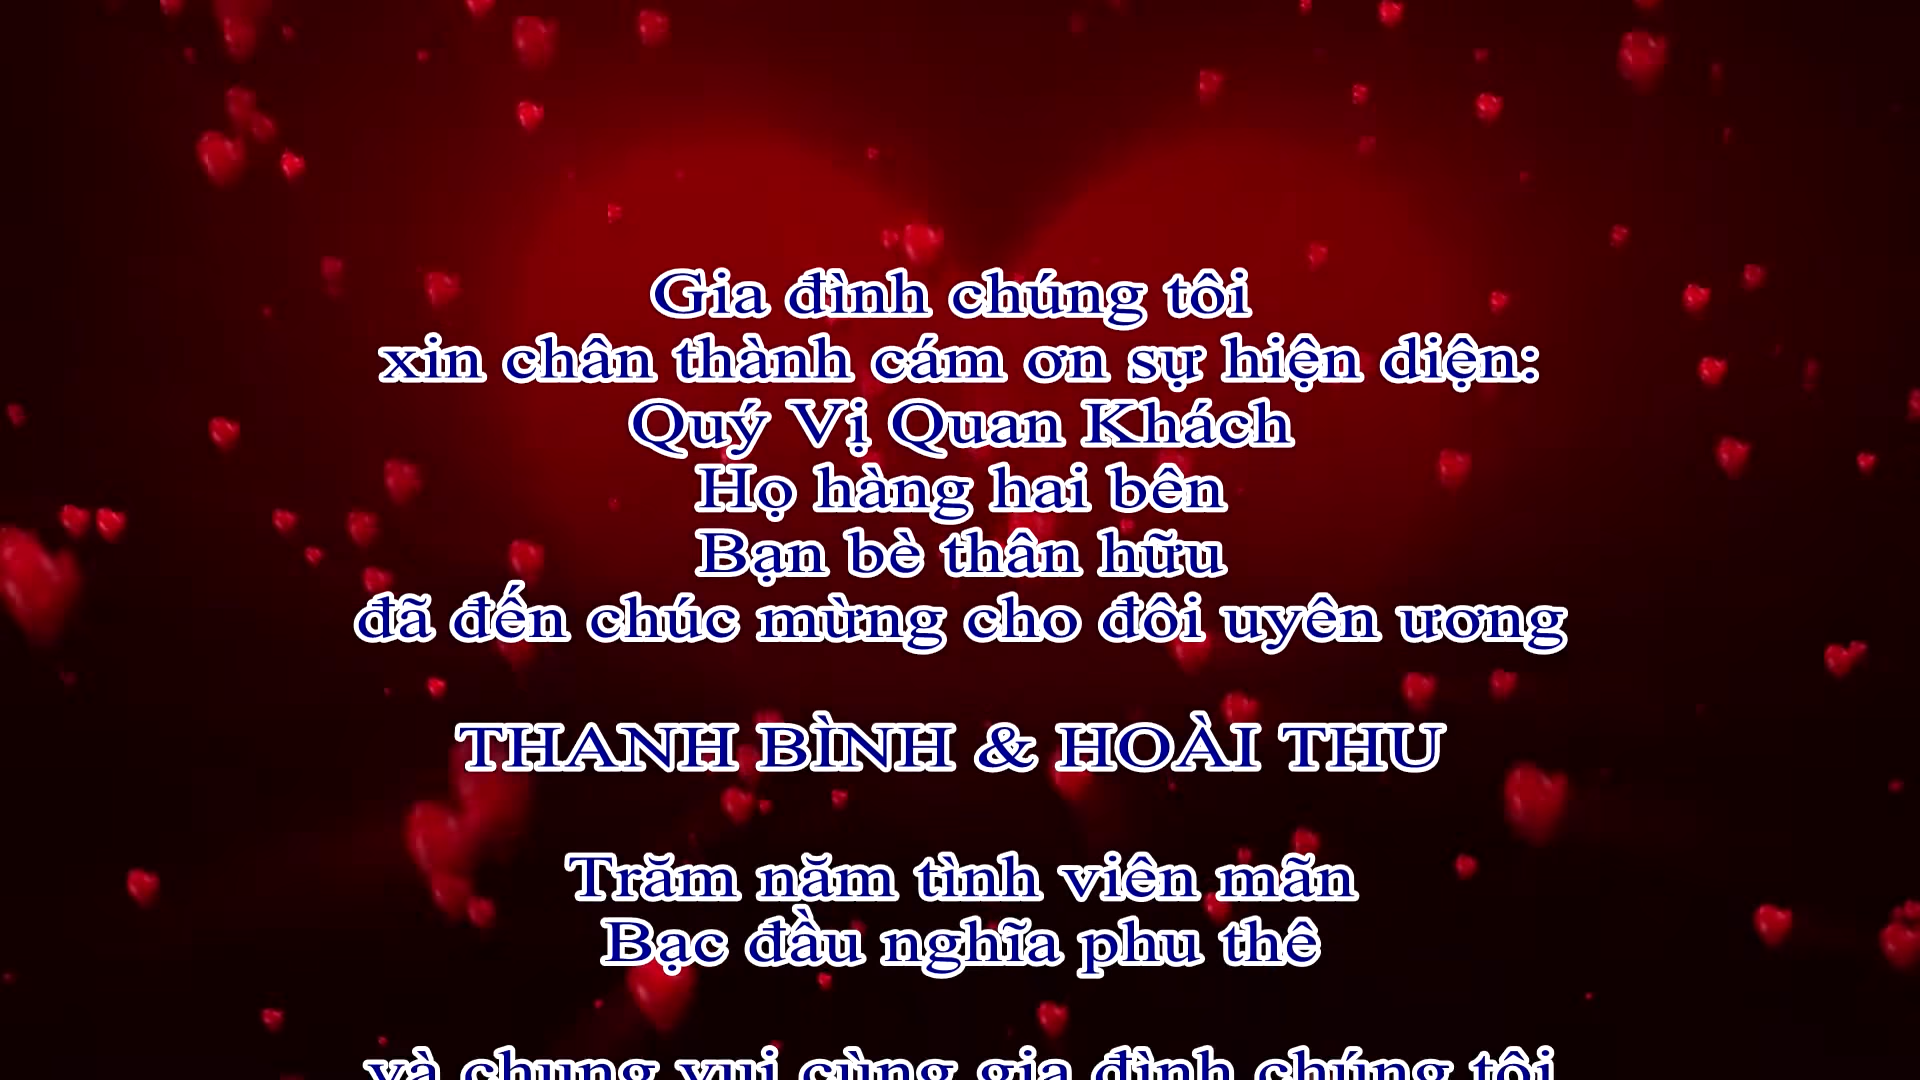 Gia đình chúng tôi
xin chân thành cám ơn sự hiện diện:
Quý Vị Quan Khách
Họ hàng hai bên
Bạn bè thân hữu
đã đến chúc mừng cho đôi uyên ương
THANH BÌNH & HOÀI THU
Trăm năm tình viên mãn
Bạc đầu nghĩa phu thê
và chung vui cùng gia đình chúng tôi